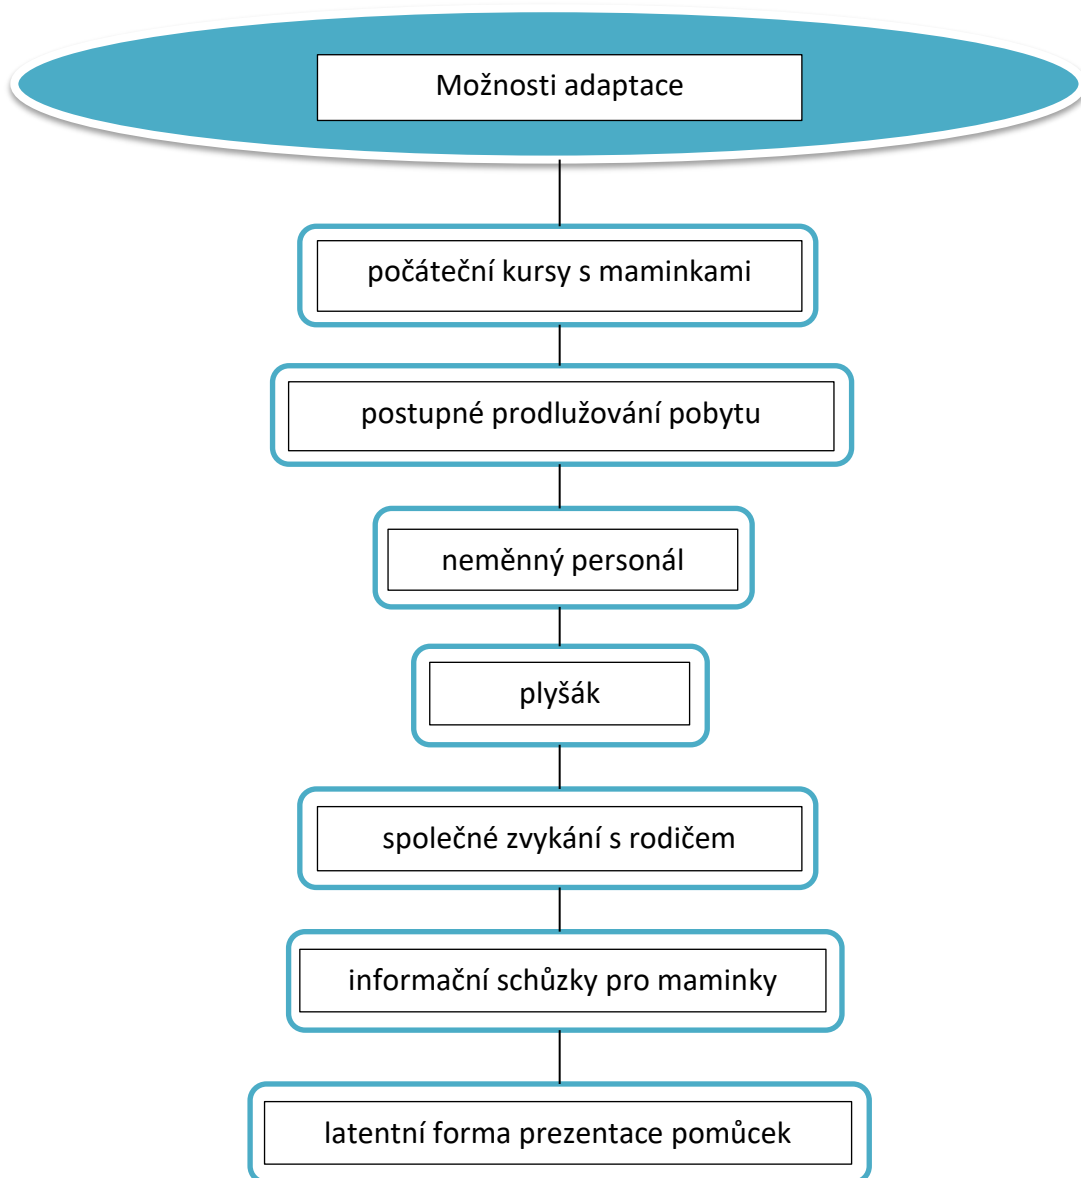 Možnosti adaptace
počáteční kursy s maminkami
postupné prodlužování pobytu
neměnný personál
plyšák
společné zvykání s rodičem
informační schůzky pro maminky
latentní forma prezentace pomůcek